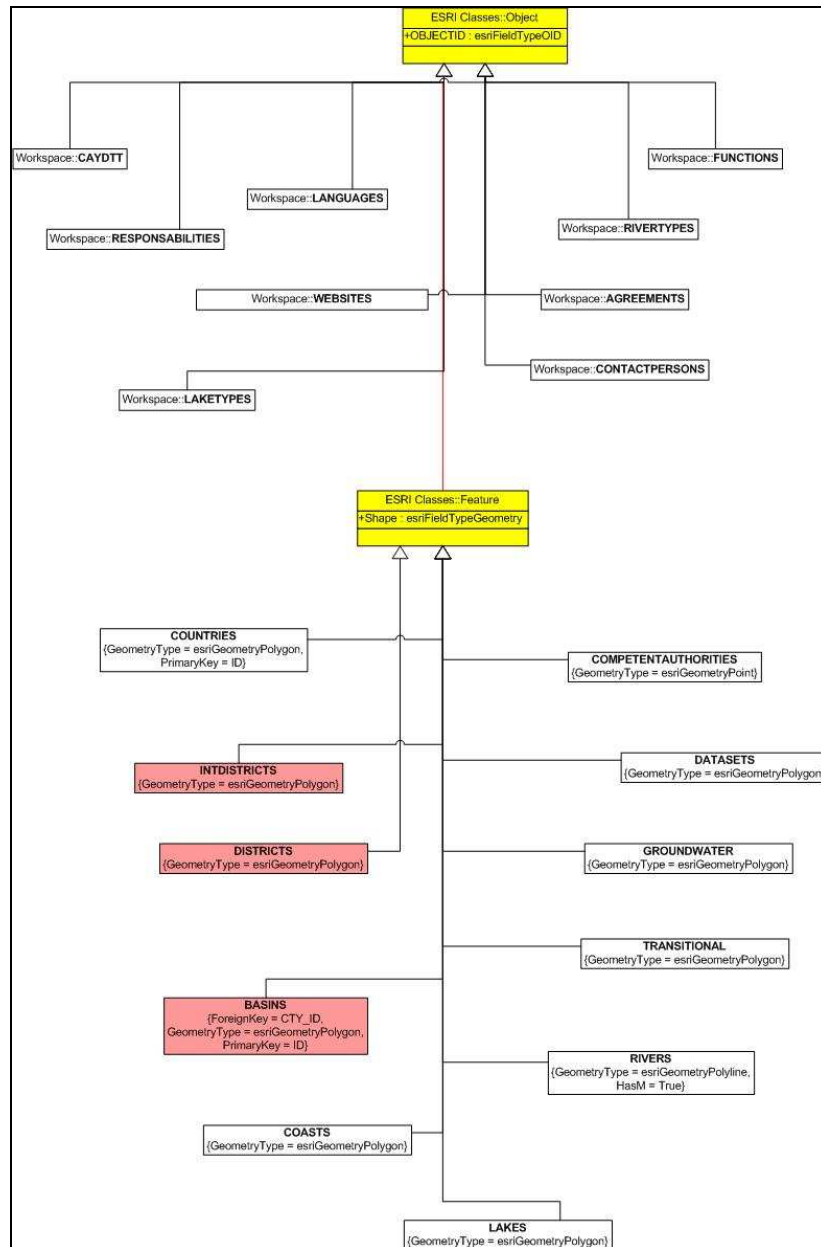 ESRI Classes::Object
+OBJECTID : esriFieldTypeOID
Workspace::CAYDTT
Workspace::FUNCTIONS
Workspace::LANGUAGES
Workspace::RESPONSABILITIES
Workspace::RIVERTYPES
Workspace::WEBSITES
Workspace::AGREEMENTS
Workspace::CONTACTPERSONS
Workspace::LAKETYPES
ESRI Classes::Feature
+Shape : esriFieldTypeGeometry
COUNTRIES
{GeometryType = esriGeometryPolygon,
PrimaryKey = ID}
COMPETENTAUTHORITIES
{GeometryType = esriGeometryPoint}
INTDISTRICTS
{GeometryType = esriGeometryPolygon}
DATASETS
{GeometryType = esriGeometryPolygon
DISTRICTS
{GeometryType = esriGeometryPolygon}
GROUNDWATER
{GeometryType = esriGeometryPolygon}
TRANSITIONAL
{GeometryType = esriGeometryPolygon}
BASINS
{ForeignKey = CTY_ID,
GeometryType = esriGeometryPolygon,
PrimaryKey = ID}
RIVERS
{GeometryType = esriGeometryPolyline,
HasM = True}
COASTS
{GeometryType = esriGeometryPolygon}
LAKES
{GeometryType = esriGeometryPolygon}